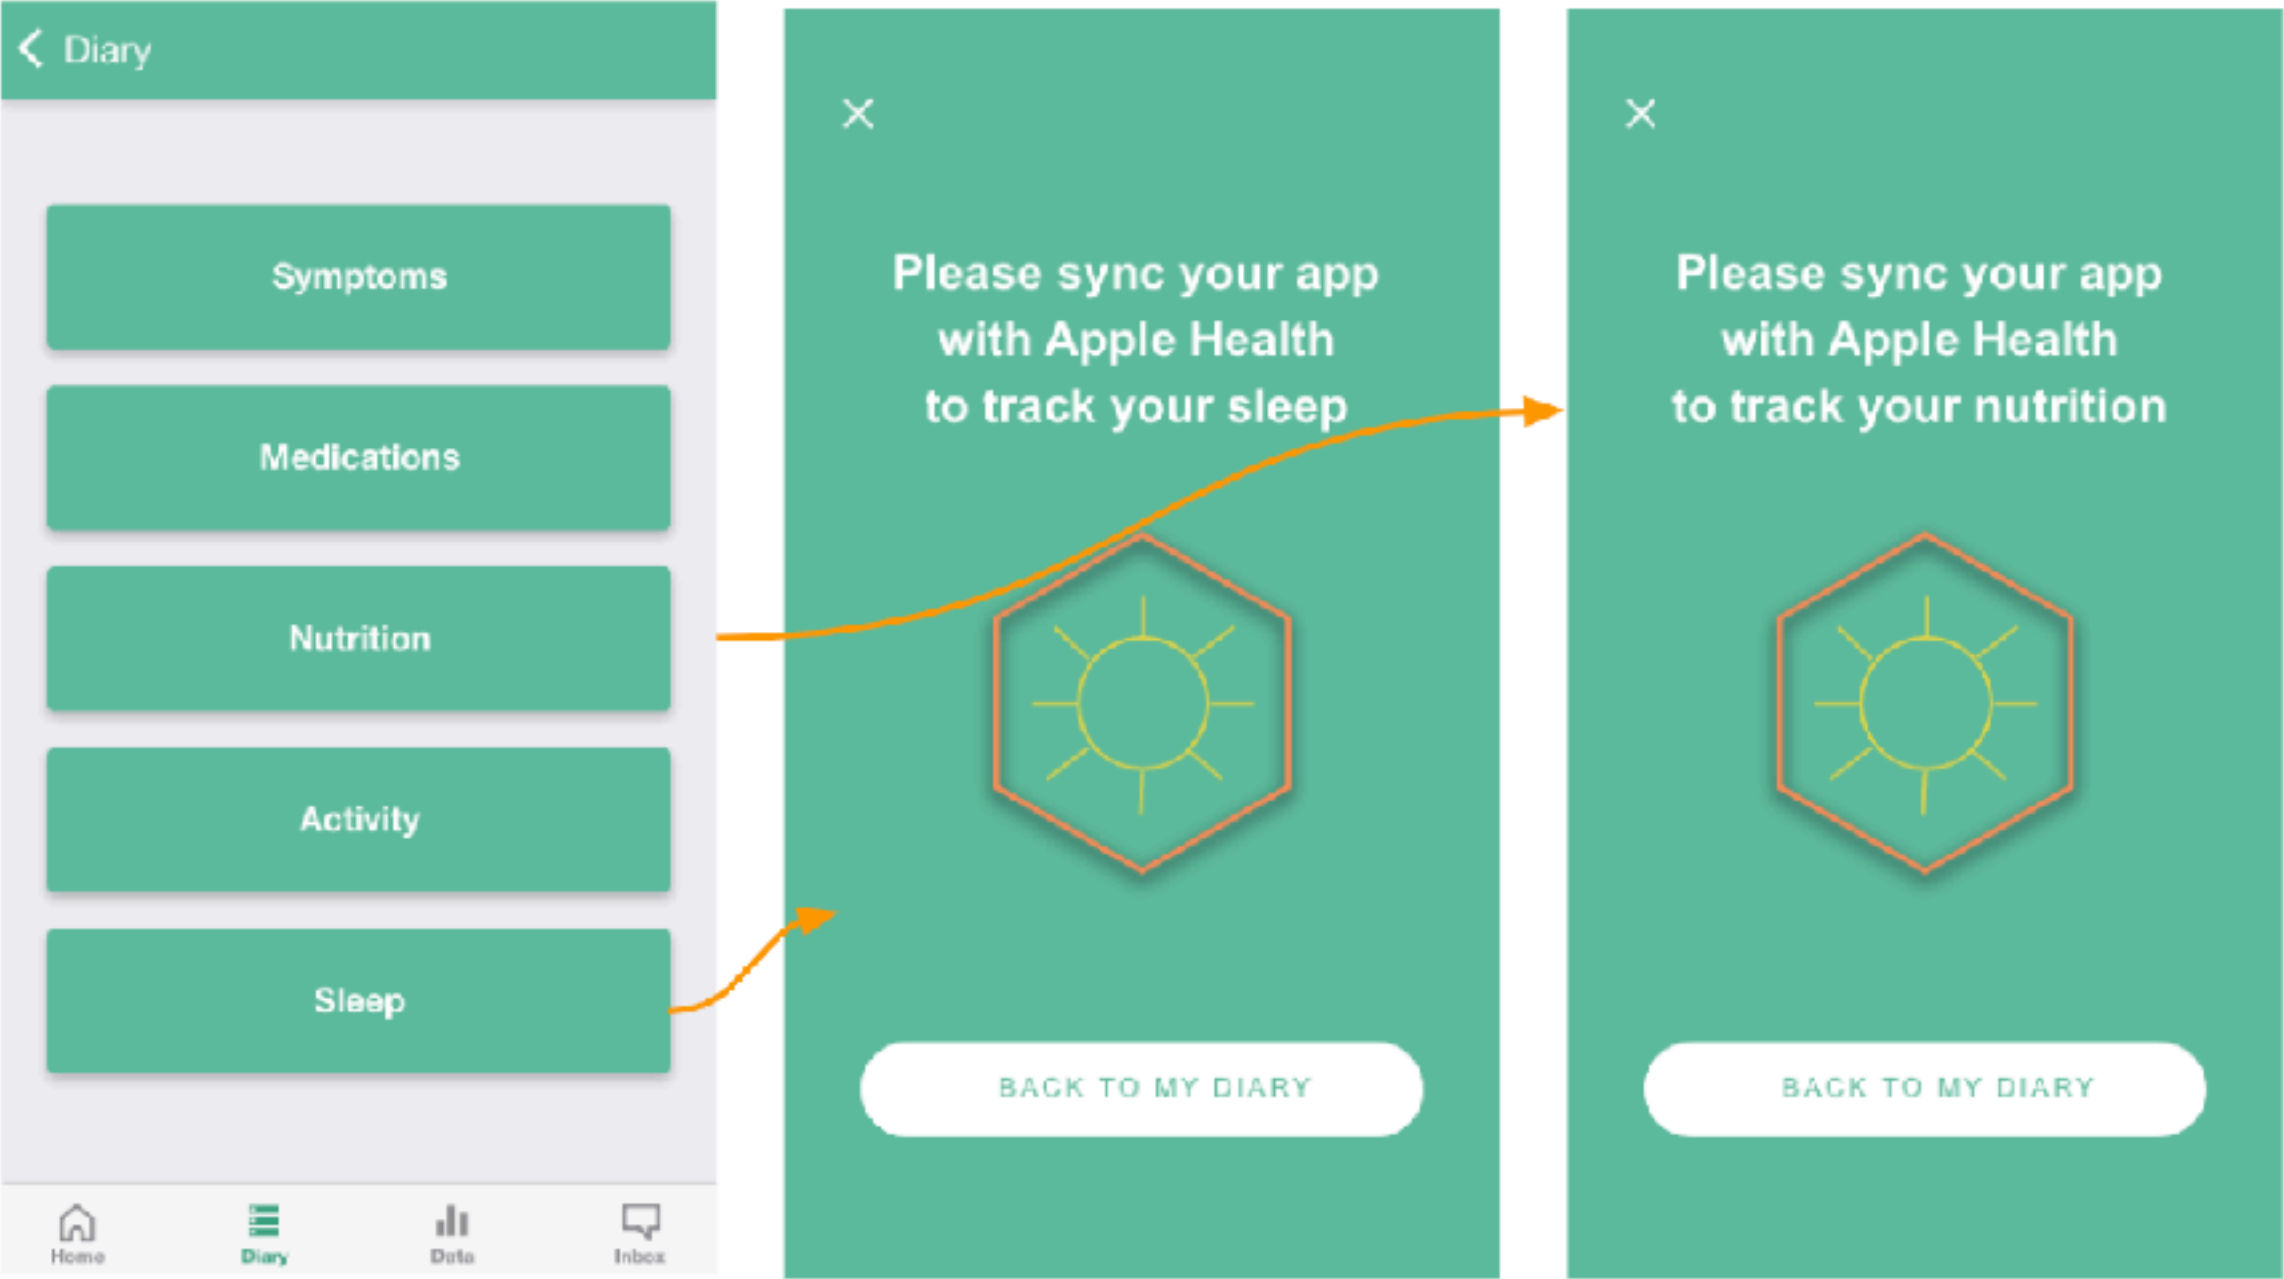 Diary
Symptoms
Medications
Nutrition
Activity
Sleep
Home
Diary
Data
Inbox
Please sync your app
with Apple Health
to track your sleep
BACK TO MY DIARY
Please sync your app
with Apple Health
to track your nutrition
BACK TO MY DIARY